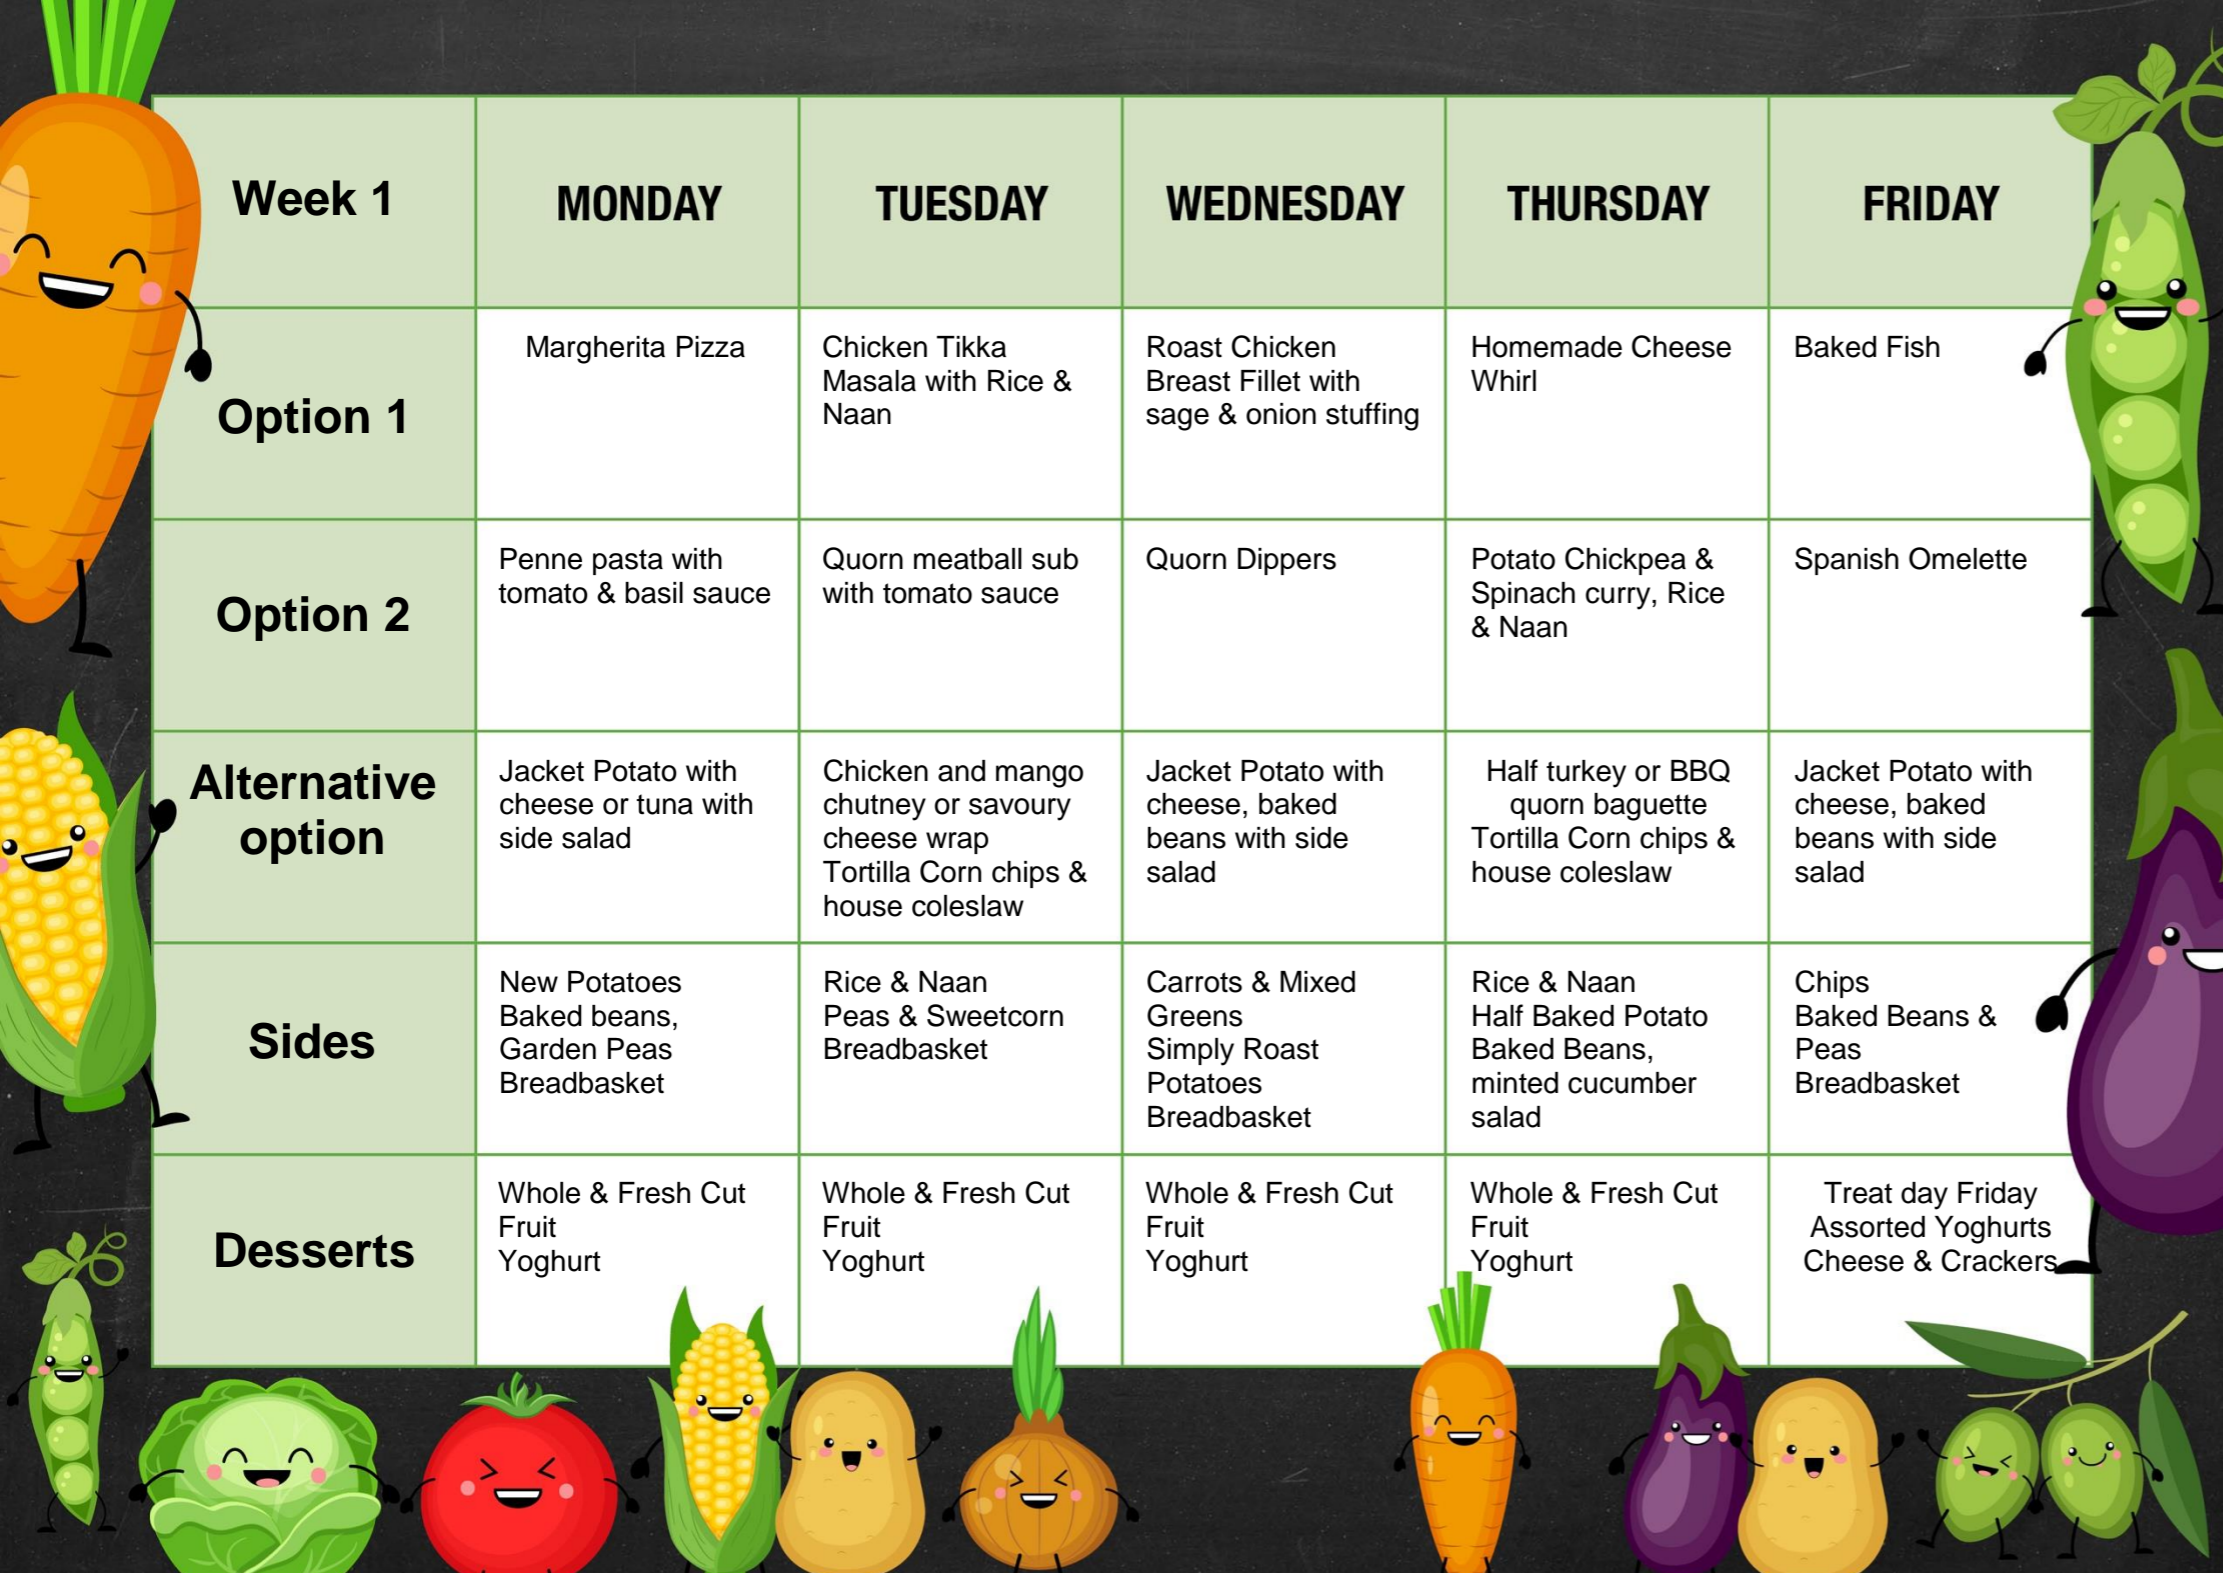 Week 1
MONDAY
TUESDAY
WEDNESDAY
THURSDAY
FRIDAY
Option 1
Margherita Pizza
Chicken Tikka
Masala with Rice &
Naan
Roast Chicken
Breast Fillet with
sage & onion stuffing
Homemade Cheese
Whirl
Baked Fish
Option 2
Penne pasta with
tomato & basil sauce
Quorn meatball sub
with tomato sauce
Quorn Dippers
Potato Chickpea &
Spinach curry, Rice
& Naan
Spanish Omelette
Alternative
option
Jacket Potato with
cheese or tuna with
side salad
Chicken and mango
chutney or savoury
cheese wrap
Tortilla Corn chips &
house coleslaw
Jacket Potato with
cheese, baked
beans with side
salad
Half turkey or BBQ
quorn baguette
Tortilla Corn chips &
house coleslaw
Jacket Potato with
cheese, baked
beans with side
salad
Sides
New Potatoes
Baked beans,
Garden Peas
Breadbasket
Rice & Naan
Peas & Sweetcorn
Breadbasket
Carrots & Mixed
Greens
Simply Roast
Potatoes
Breadbasket
Rice & Naan
Half Baked Potato
Baked Beans,
minted cucumber
salad
Chips
Baked Beans &
Peas
Breadbasket
Desserts
Whole & Fresh Cut
Fruit
Yoghurt
Whole & Fresh Cut
Fruit
Yoghurt
Whole & Fresh Cut
Fruit
Yoghurt
Whole & Fresh Cut
Fruit
Yoghurt
Treat day Friday
Assorted Yoghurts
Cheese & Crackers